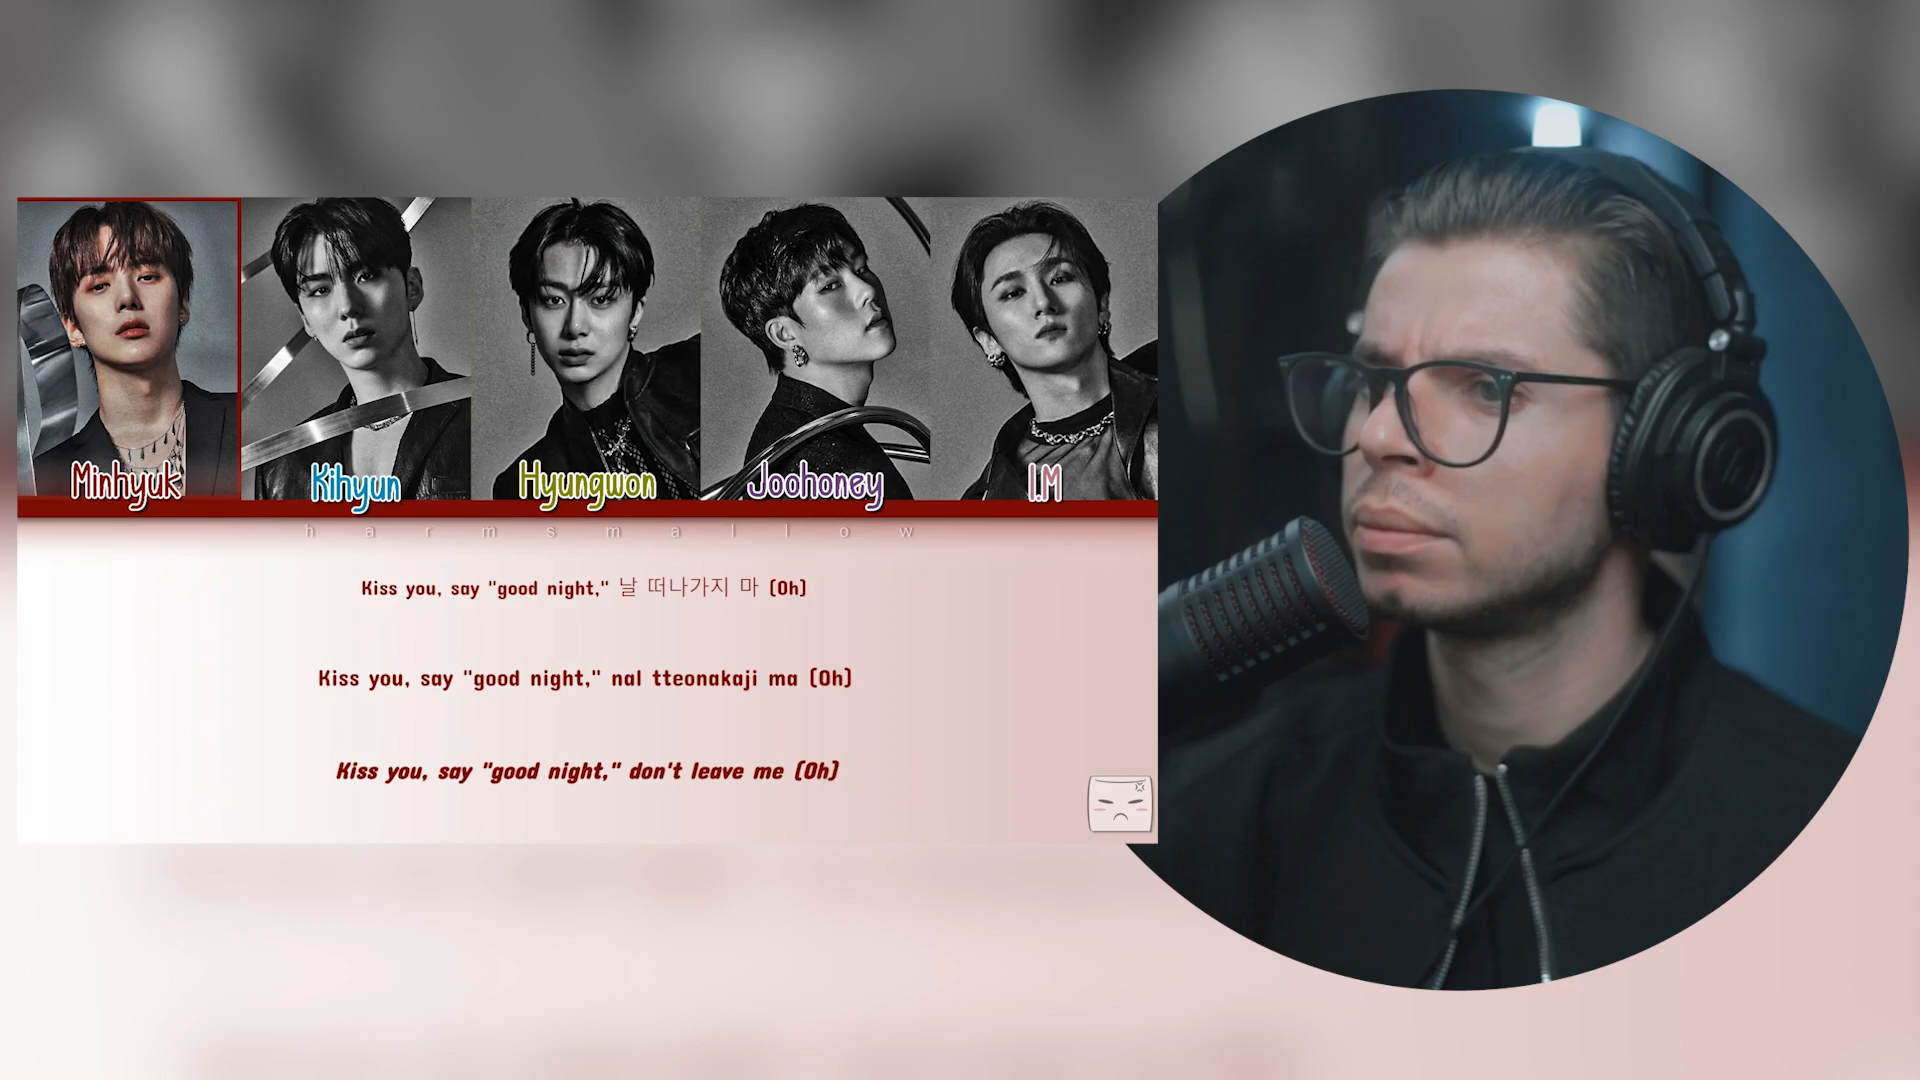 Minhyuk Kihyun Hyungwon Joohoney I.M
harmsmallow
Kiss you, say "good night," 날 떠나가지 마 (Oh)
Kiss you, say "good night," nal tteonakaji ma (Oh)
Kiss you, say "good night," don't leave me (Oh)